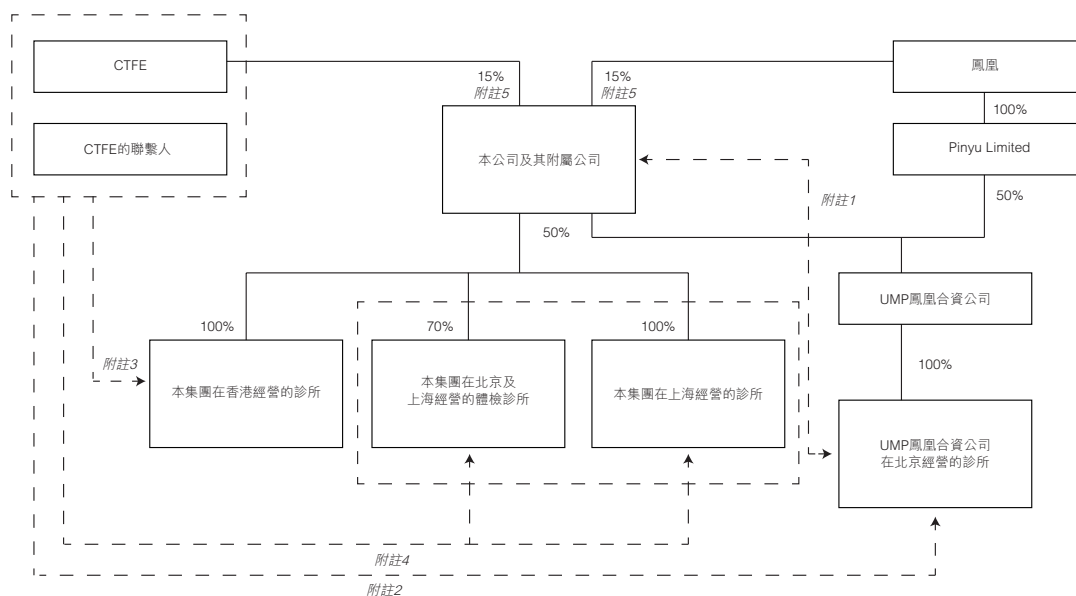 CTFE
15%
附註5
15%
附註5
鳳凰
100%
CTFE的聯繫人
本公司及其附屬公司
Pinyu Limited
附註1
50%
50%
UMP鳳凰合資公司
100%
70%
100%
附註3
100%
本集團在香港經營的診所
本集團在北京及
上海經營的體檢診所
本集團在上海經營的診所
UMP鳳凰合資公司
在北京經營的診所
附註4
附註2